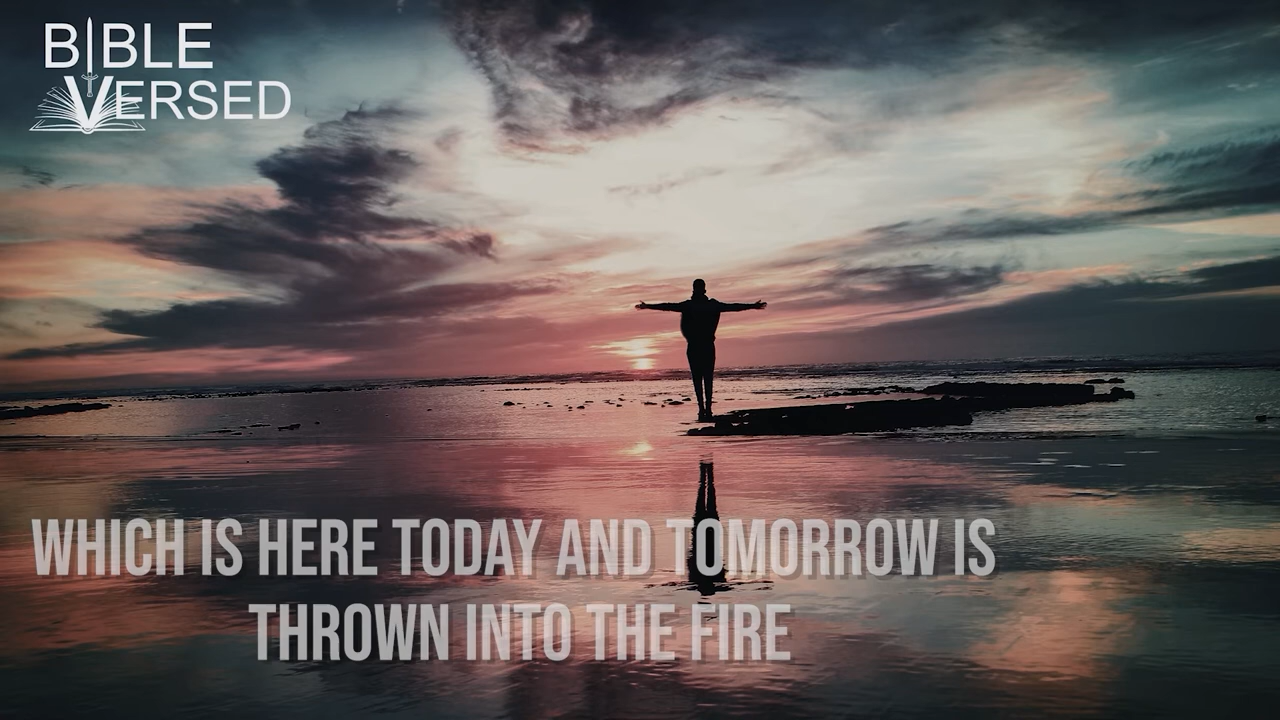 BIBLE
VERSED
WHICH IS HERE TODAY AND TOMORROW IS
THROWN INTO THE FIRE